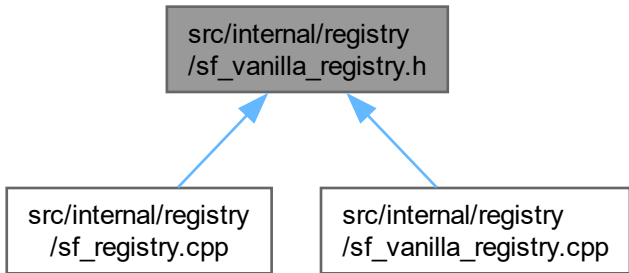 src/internal/registry
/sf_vanilla_registry.h
src/internal/registry
/sf_registry.cpp
src/internal/registry
/sf_vanilla_registry.cpp